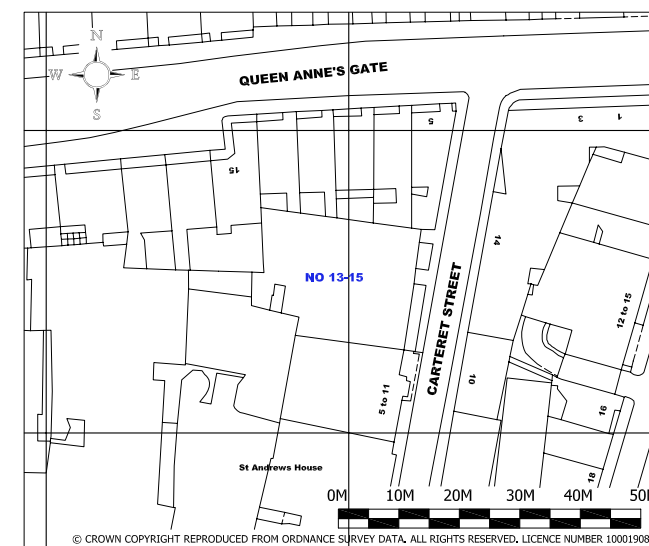 N
W E
S
QUEEN ANNE'S GATE
5
3
1
15
14
NO 13-15
CARTERET STREET
12 to 15
10
5 to 11
16
St Andrews House
18
0M 10M 20M 30M 40M 50
© CROWN COPYRIGHT REPRODUCED FROM ORDNANCE SURVEY DATA. ALL RIGHTS RESERVED. LICENCE NUMBER 10001908